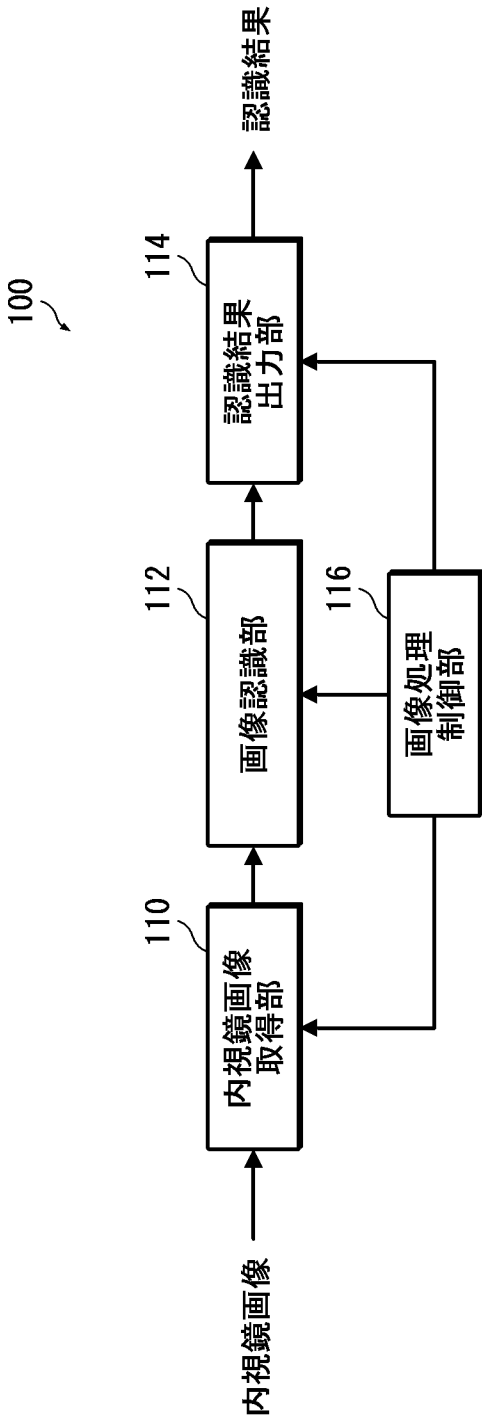 100
内視鏡画像
110
内視鏡画像
取得部
112
画像認識部
114
認識結果
出力部
認識結果
116
画像処理
制御部